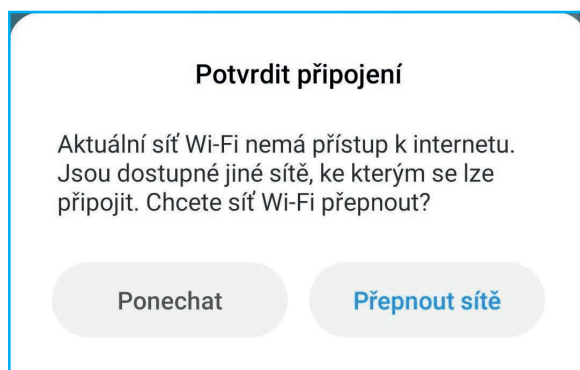 Potvrdit připojení
Aktuální síť Wi-Fi nemá přístup k internetu.
Jsou dostupné jiné sítě, ke kterým se lze
připojit. Chcete síť Wi-Fi přepnout?
Ponechat
Přepnout sítě